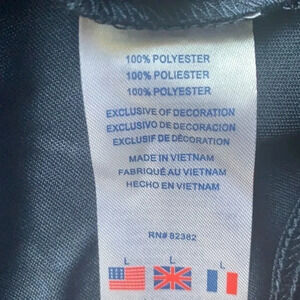 100% POLYESTER
100% POLIESTER
100% POLYESTER
EXCLUSIVE OF DECORATION
EXCLUSIVO DE DECORACION
EXCLUSIF DE DÉCORATION
MADE IN VIETNAM
FABRIQUÉ AU VIETNAM
HECHO EN VIETNAM
RN# 82382
L L L